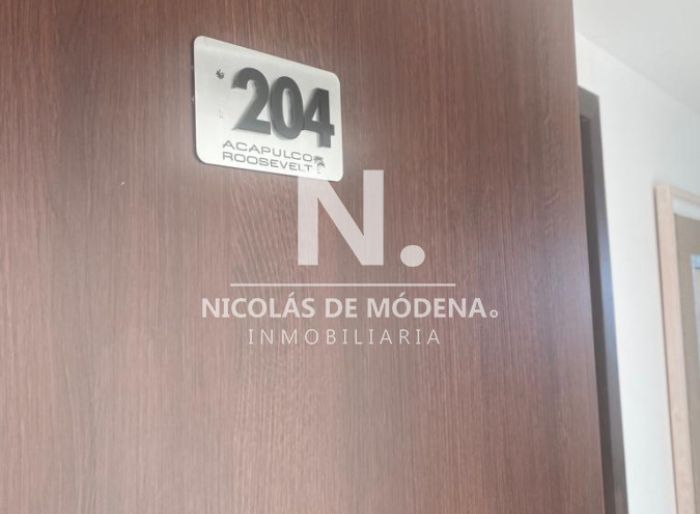 204
ACAPULCO
ROOSEVELT
N.
NICOLÁS DE MÓDENA
INMOBILIARIA